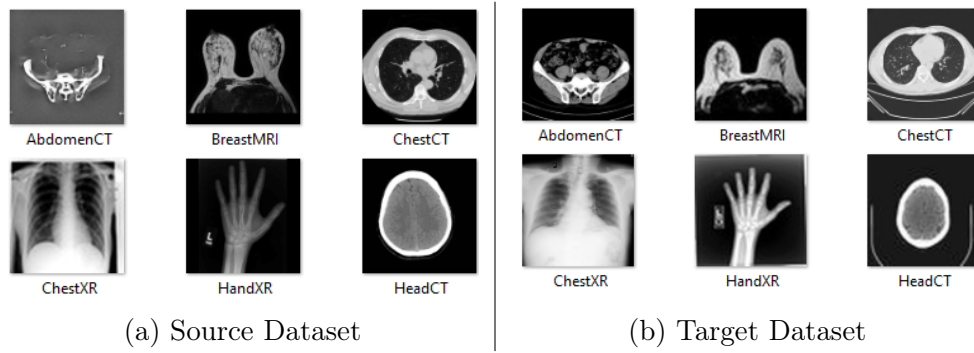 AbdomenCT BreastMRI ChestCT
ChestXR HandXR HeadCT
(a) Source Dataset
AbdomenCT BreastMRI ChestCT
ChestXR HandXR HeadCT
(b) Target Dataset